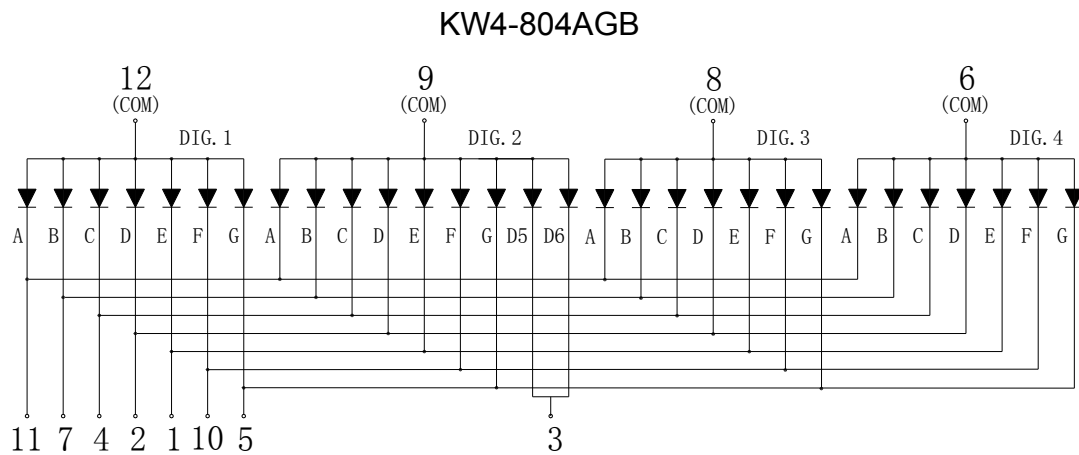 KW4-804AGB
12 9 8 6
(COM) (COM) (COM) (COM)
DIG.1 DIG.2 DIG.3 DIG.4
A B C D E F G A B C D E F G D5 D6 A B C D E F G A B C D E F G
11 7 4 2 1 10 5 3